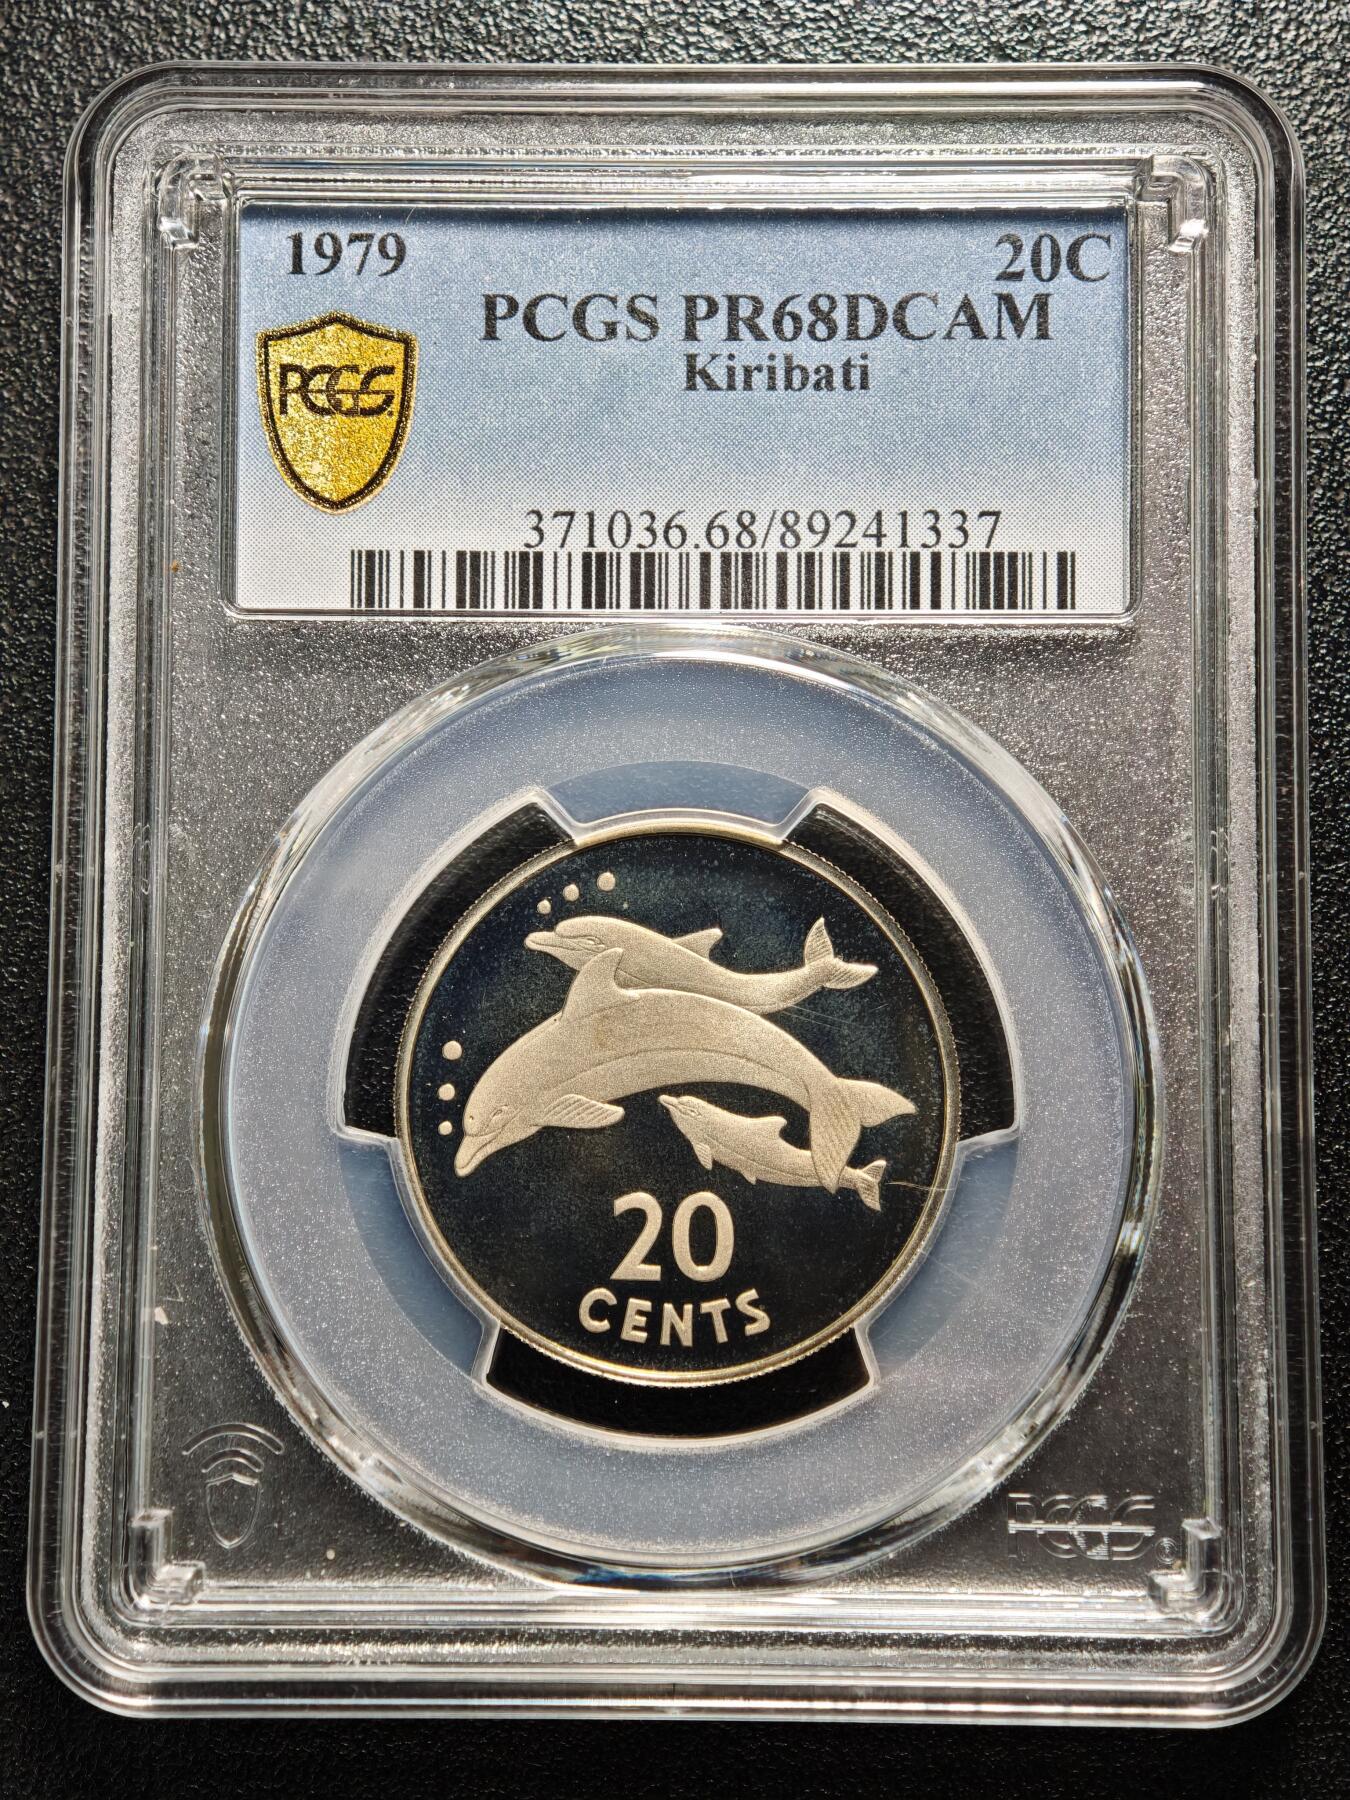 1979
20C
PCGS PR68DCAM
Kiribati
PCGS
371036.68/89241337
20
CENTS
PCGS